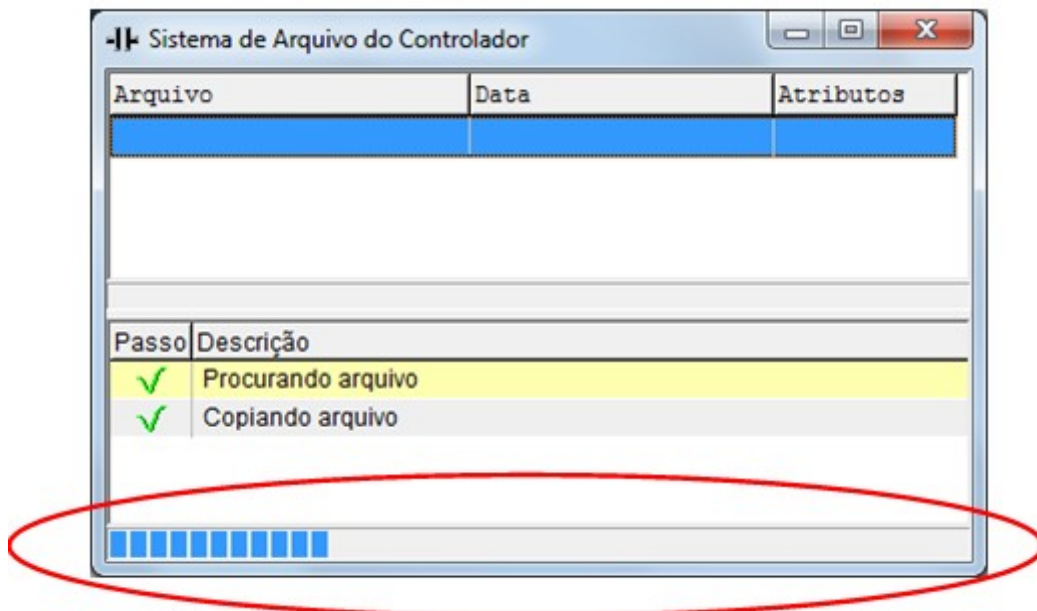 Sistema de Arquivo do Controlador
Arquivo Data Atributos
Passo Descrição
Procurando arquivo
Copiando arquivo